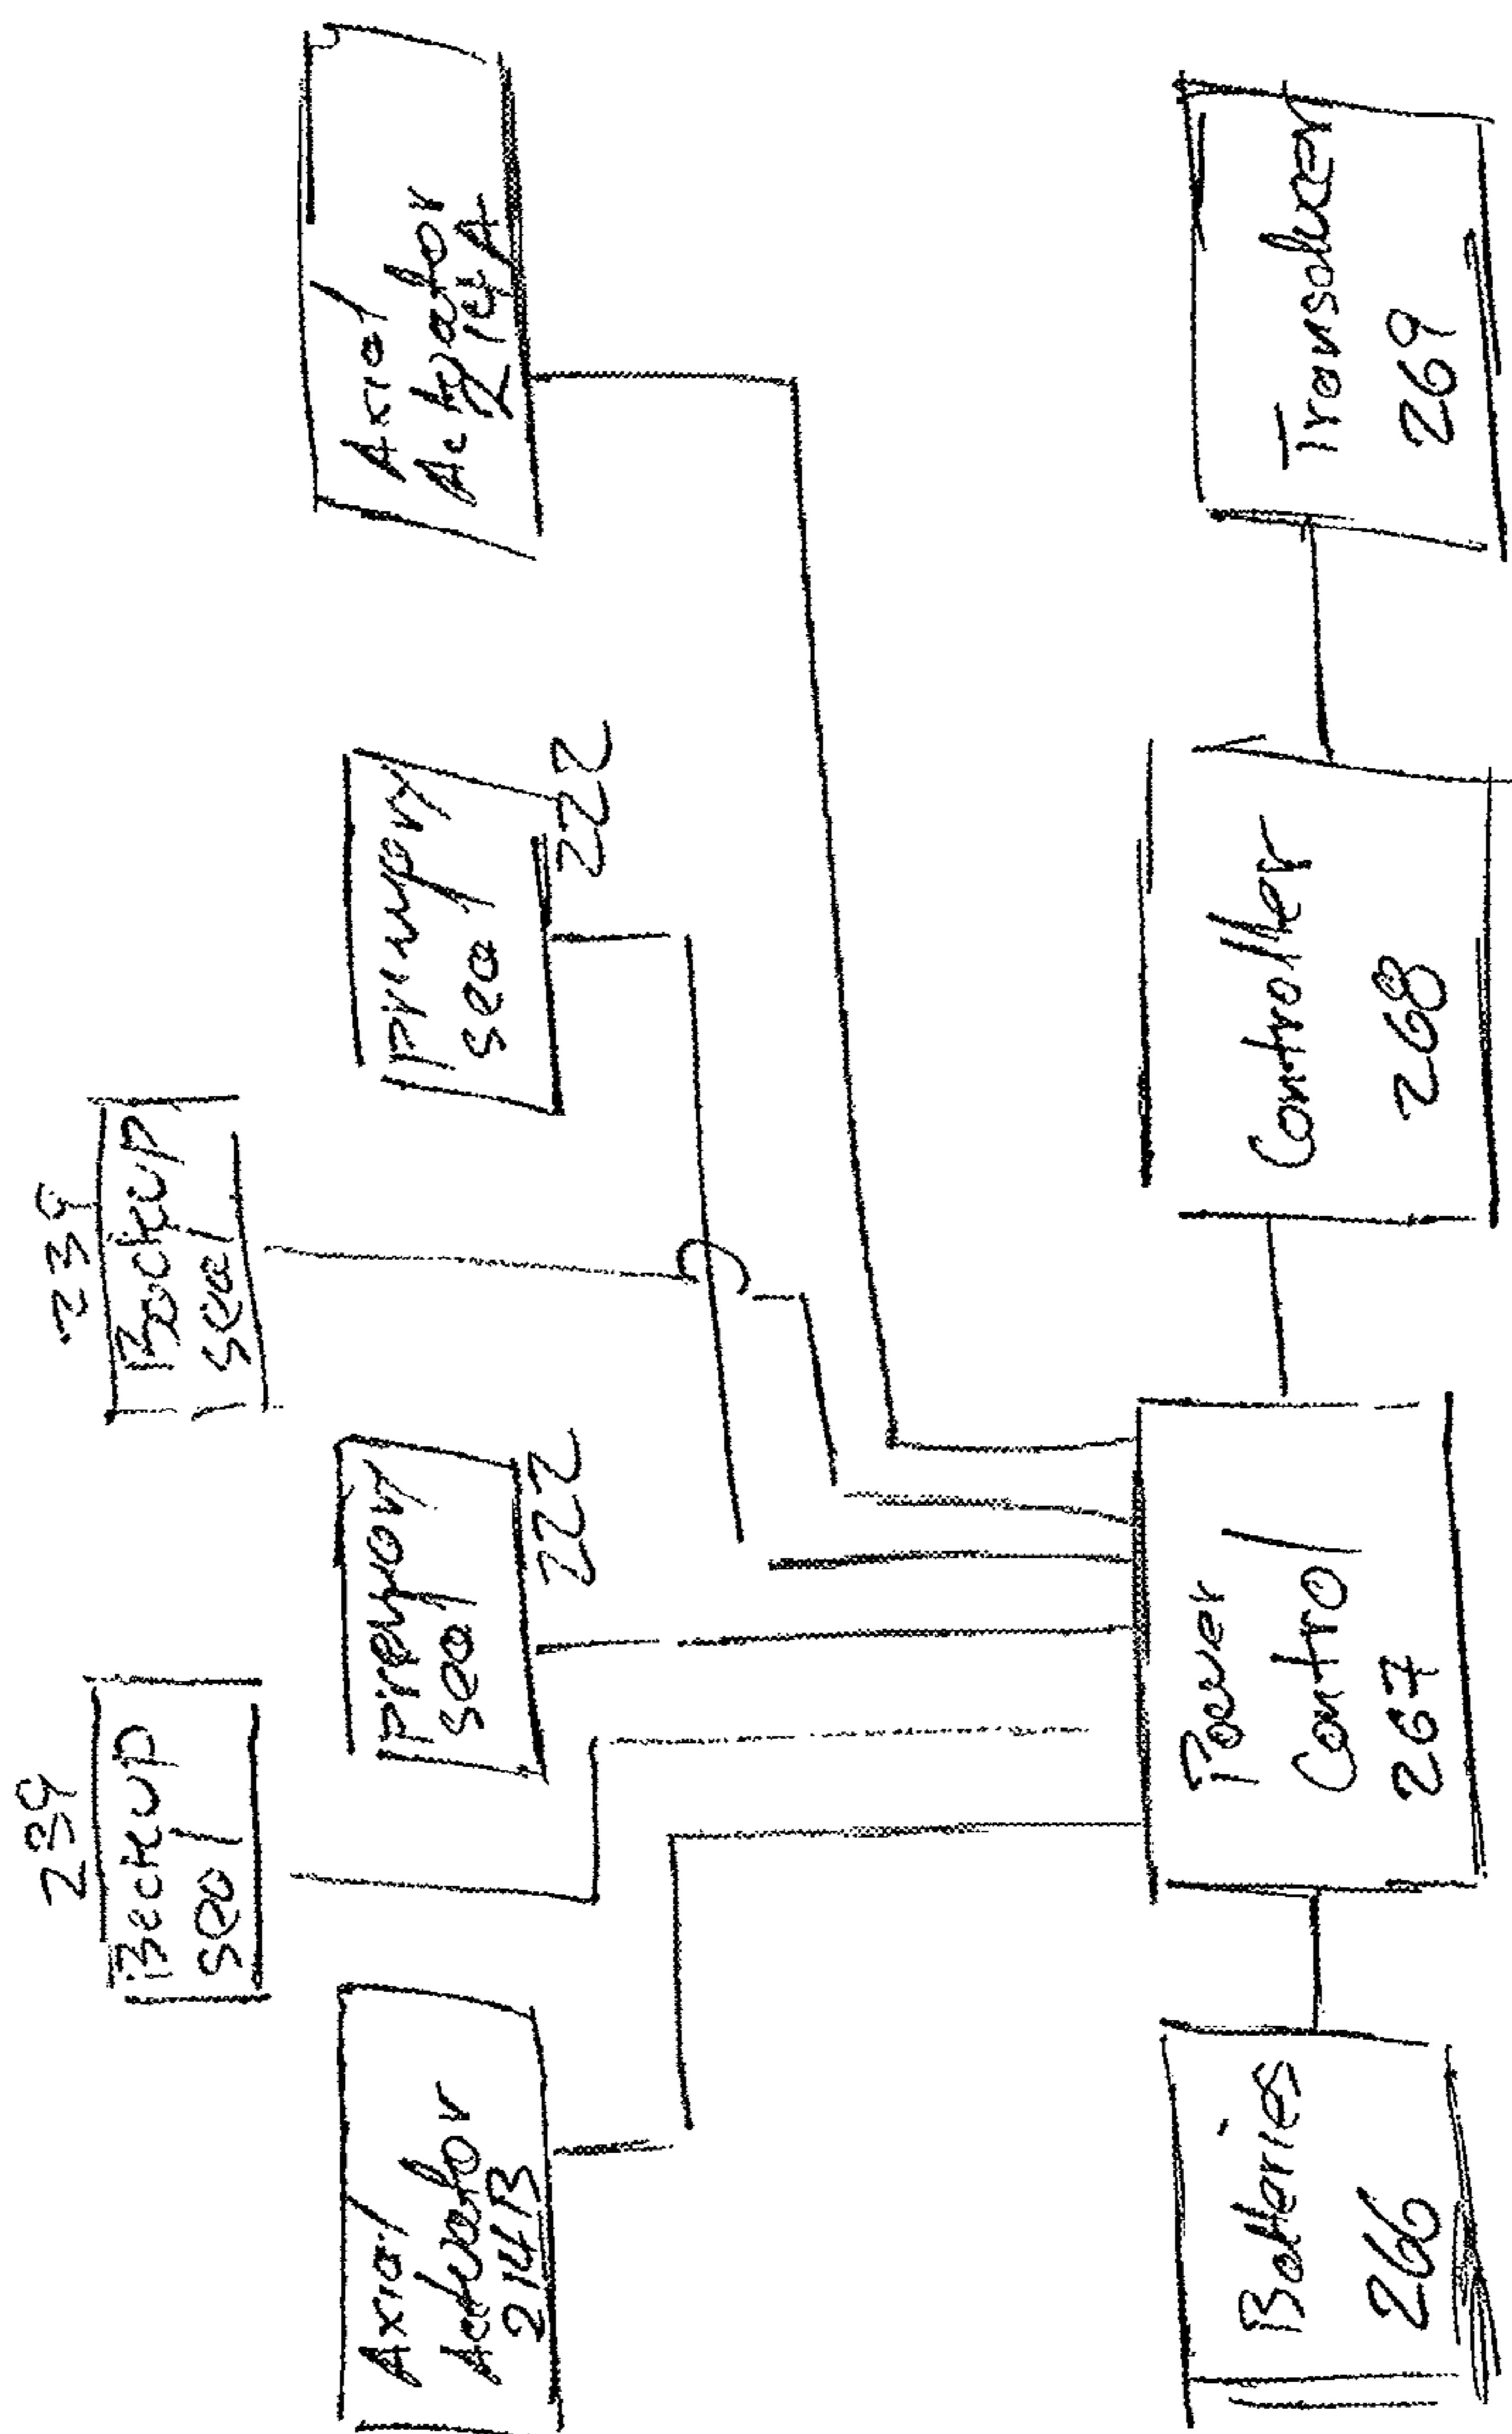 239
Backup
seal
239
Backup
seal
Axial
Actuator
214B
Primary
seal
222
Primary
seal
222
Axial
Actuator
214A
Batteries
266
Power
Control
267
Controller
268
Transducer
269